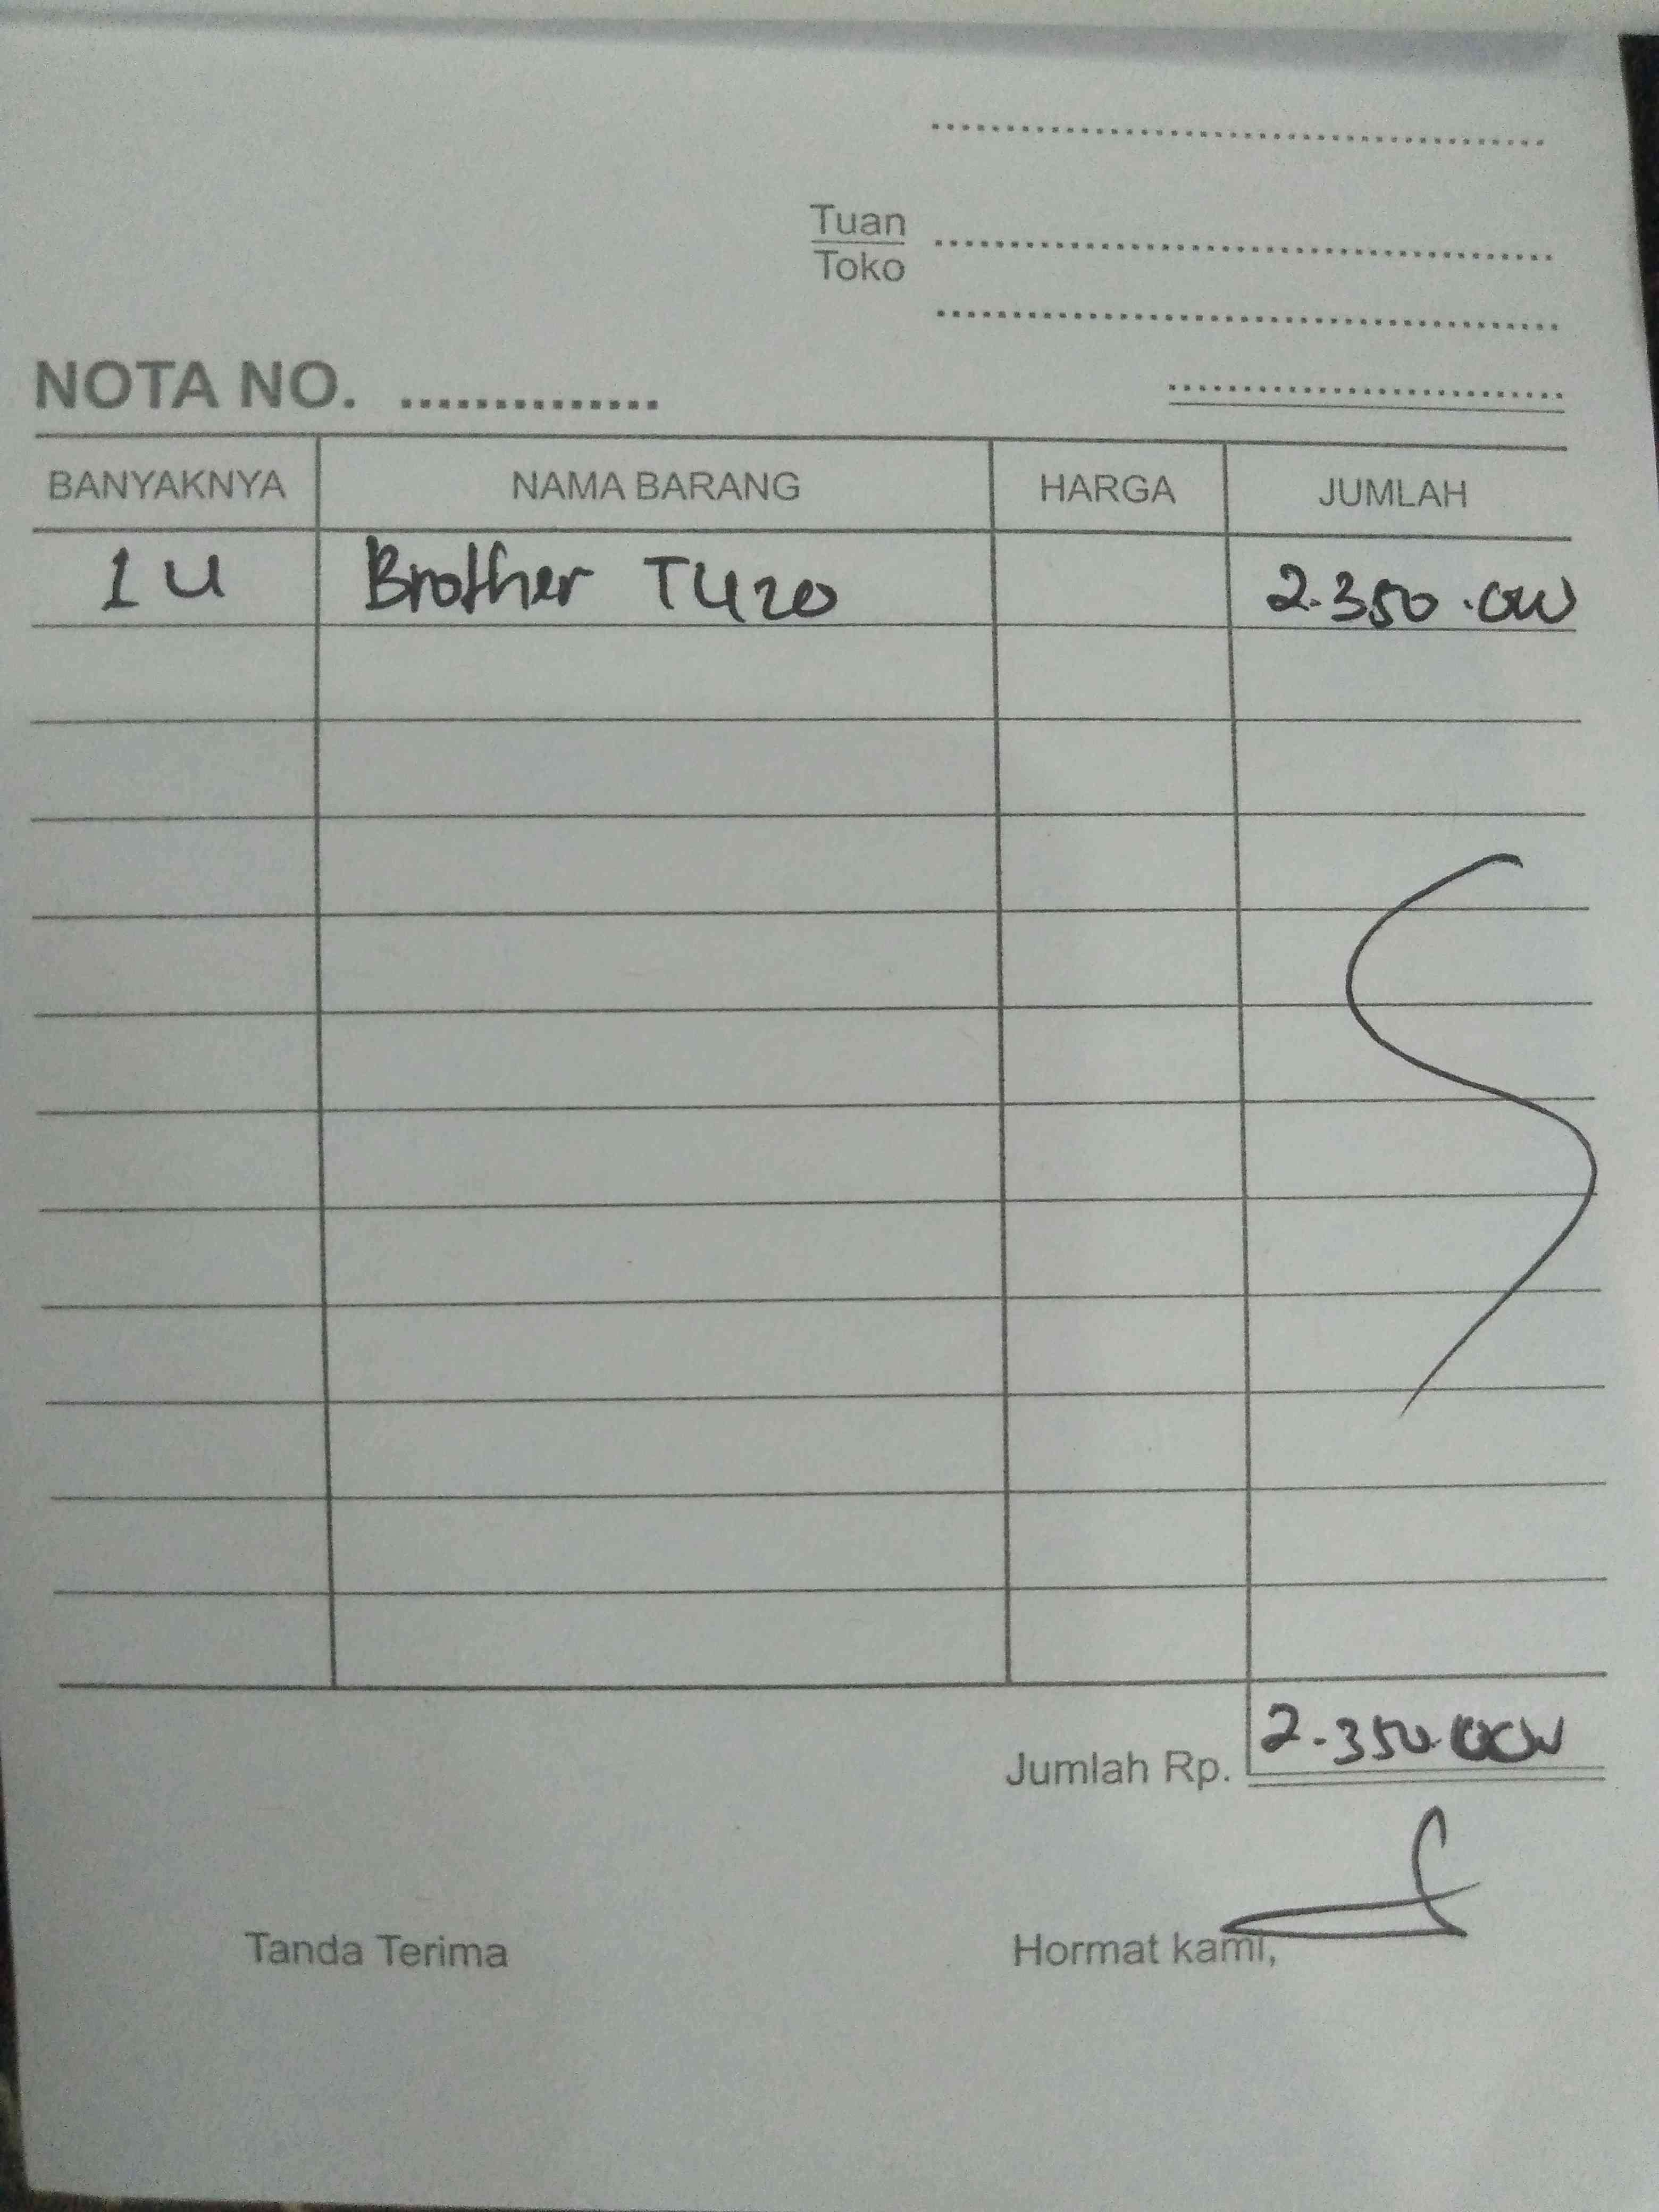 Tuan
Toko
NOTA NO. ..............
BANYAKNYA NAMA BARANG HARGA JUMLAH
1 U Brother T420 2.350.000
Jumlah Rp. 2.350.000
Tanda Terima Hormat kami,